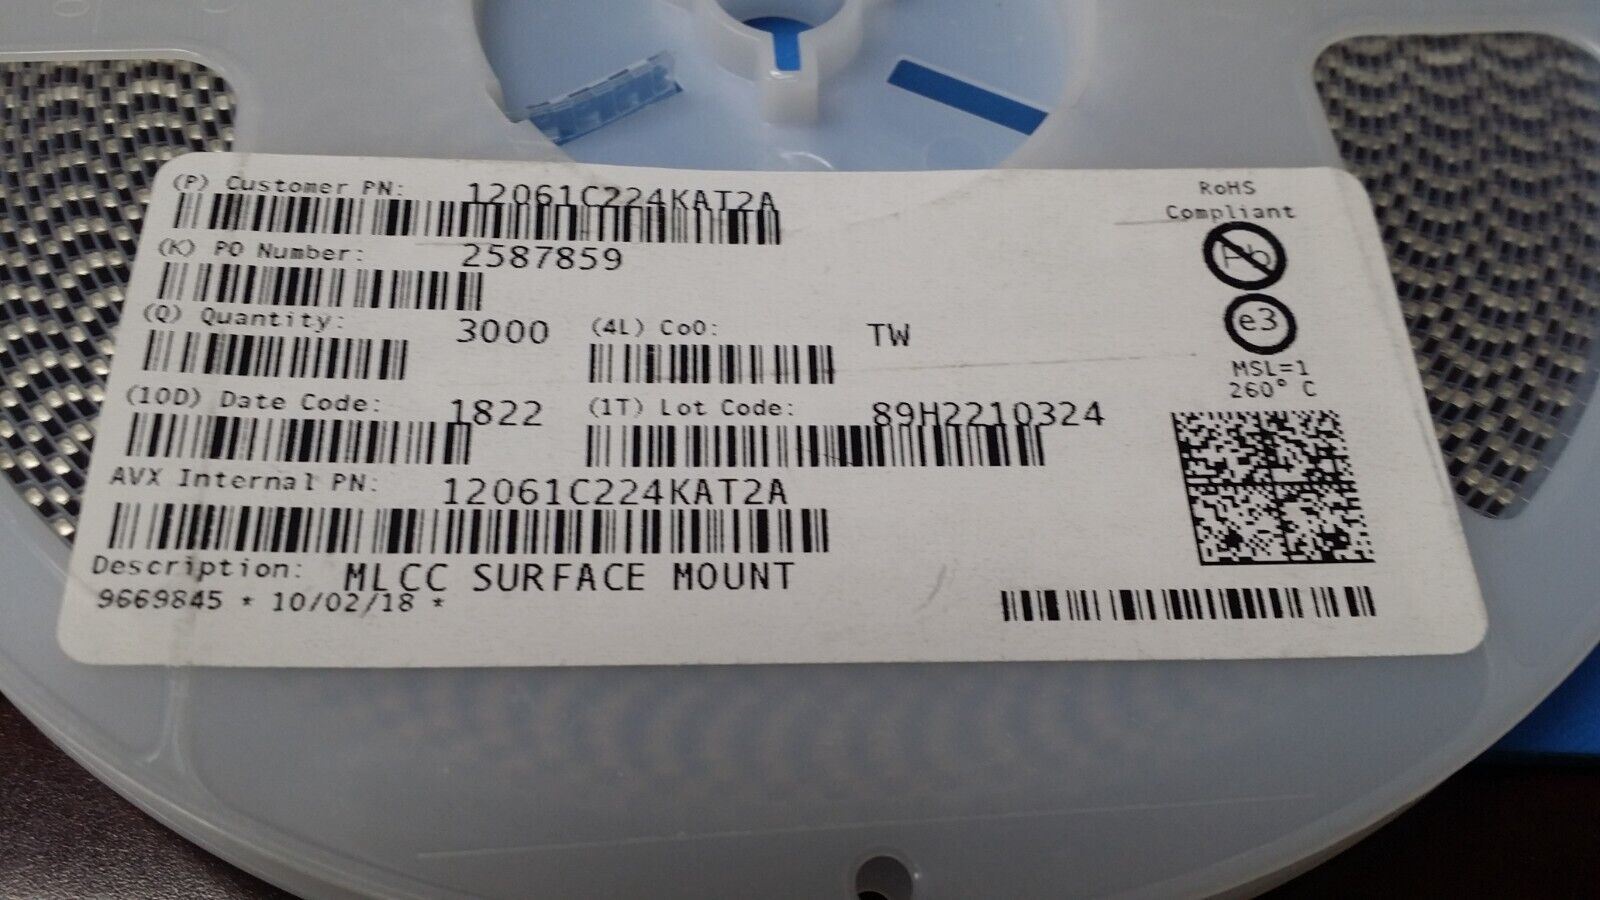 (P) Customer PN: 12061C224KAT2A
(K) PO Number: 2587859
(Q) Quantity: 3000 (4L) CoO: TW
(10D) Date Code: 1822 (1T) Lot Code: 89H2210324
AVX Internal PN: 12061C224KAT2A
Description: MLCC SURFACE MOUNT
9669845 * 10/02/18 *
RoHS
Compliant
Pb
e3
MSL=1
260° C